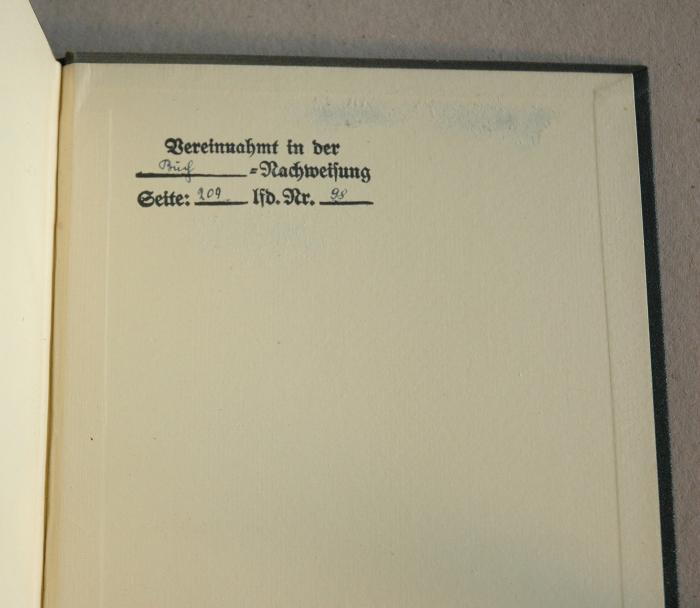 Vereinnahmt in der
Buch =Nachweisung
Seite: 209 lfd. Nr. 98